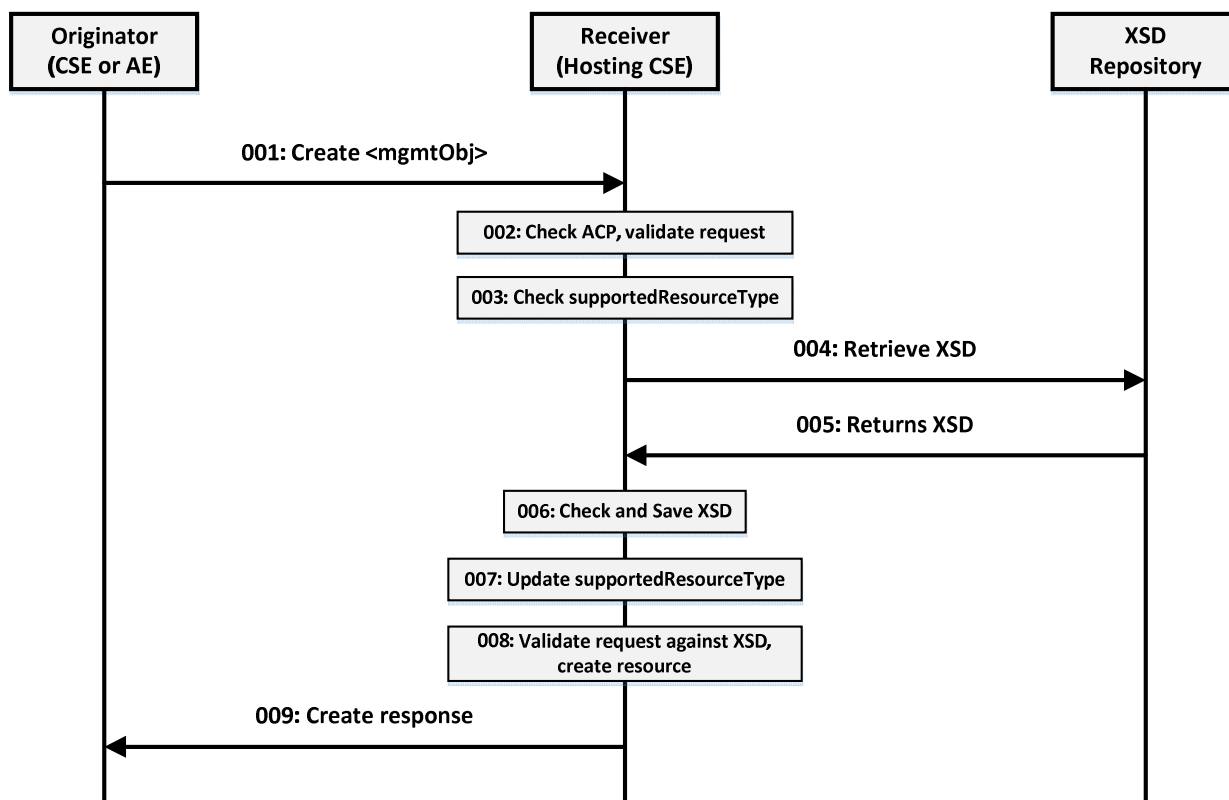 Originator
(CSE or AE)
Receiver
(Hosting CSE)
XSD
Repository
001: Create <mgmtObj>
002: Check ACP, validate request
003: Check supportedResourceType
004: Retrieve XSD
005: Returns XSD
006: Check and Save XSD
007: Update supportedResourceType
008: Validate request against XSD,
create resource
009: Create response